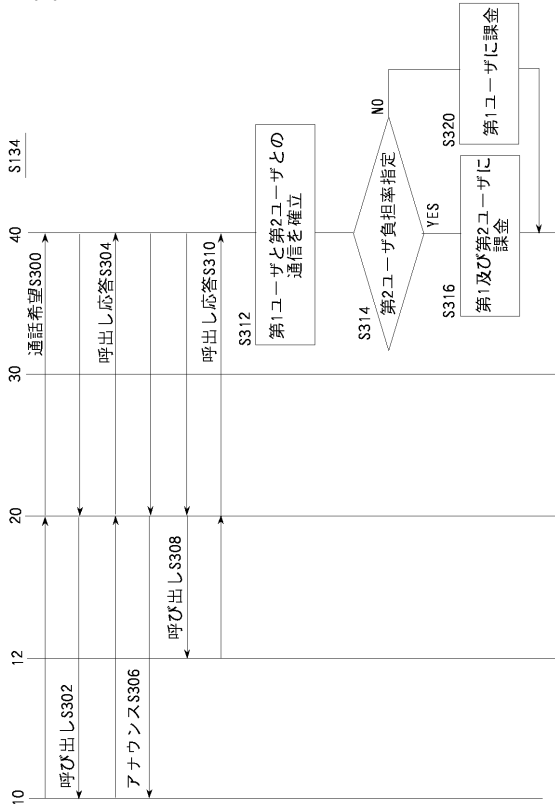 S134
10
12
20
30
40
通話希望S300
呼び出しS302
呼出し応答S304
アナウンスS306
呼び出しS308
呼出し応答S310
S312
第1ユーザと第2ユーザとの
通信を確立
S314
第2ユーザ負担率指定
NO
YES
S316
第1及び第2ユーザに
課金
S320
第1ユーザに課金